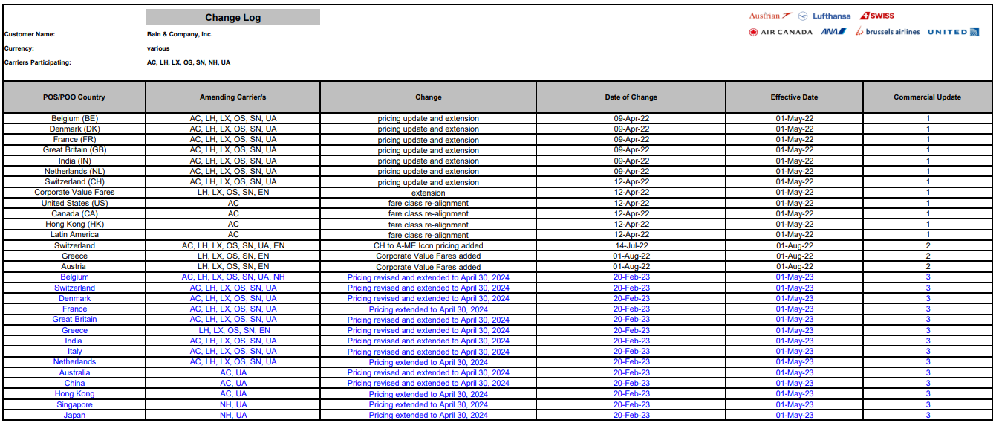 Change Log
Austrian Lufthansa SWISS
AIR CANADA ANA brussels airlines UNITED
Customer Name: Bain & Company, Inc.
Currency: various
Carriers Participating: AC, LH, LX, OS, SN, NH, UA
POS/POO Country Amending Carrier/s Change Date of Change Effective Date Commercial Update
Belgium (BE) AC, LH, LX, OS, SN, UA pricing update and extension 09-Apr-22 01-May-22 1
Denmark (DK) AC, LH, LX, OS, SN, UA pricing update and extension 09-Apr-22 01-May-22 1
France (FR) AC, LH, LX, OS, SN, UA pricing update and extension 09-Apr-22 01-May-22 1
Great Britain (GB) AC, LH, LX, OS, SN, UA pricing update and extension 09-Apr-22 01-May-22 1
India (IN) AC, LH, LX, OS, SN, UA pricing update and extension 09-Apr-22 01-May-22 1
Netherlands (NL) AC, LH, LX, OS, SN, UA pricing update and extension 09-Apr-22 01-May-22 1
Switzerland (CH) AC, LH, LX, OS, SN, UA pricing update and extension 12-Apr-22 01-May-22 1
Corporate Value Fares LH, LX, OS, SN, EN extension 12-Apr-22 01-May-22 1
United States (US) AC fare class re-alignment 12-Apr-22 01-May-22 1
Canada (CA) AC fare class re-alignment 12-Apr-22 01-May-22 1
Hong Kong (HK) AC fare class re-alignment 12-Apr-22 01-May-22 1
Latin America AC fare class re-alignment 12-Apr-22 01-May-22 1
Switzerland AC, LH, LX, OS, SN, UA, EN CH to A-ME Icon pricing added 14-Jul-22 01-Aug-22 2
Greece LH, LX, OS, SN, EN Corporate Value Fares added 01-Aug-22 01-Aug-22 2
Austria LH, LX, OS, SN, EN Corporate Value Fares added 01-Aug-22 01-Aug-22 2
Belgium AC, LH, LX, OS, SN, UA, NH Pricing revised and extended to April 30, 2024 20-Feb-23 01-May-23 3
Switzerland AC, LH, LX, OS, SN, UA Pricing revised and extended to April 30, 2024 20-Feb-23 01-May-23 3
Denmark AC, LH, LX, OS, SN, UA Pricing revised and extended to April 30, 2024 20-Feb-23 01-May-23 3
France AC, LH, LX, OS, SN, UA Pricing extended to April 30, 2024 20-Feb-23 01-May-23 3
Great Britain AC, LH, LX, OS, SN, UA Pricing revised and extended to April 30, 2024 20-Feb-23 01-May-23 3
Greece LH, LX, OS, SN, EN Pricing revised and extended to April 30, 2024 20-Feb-23 01-May-23 3
India AC, LH, LX, OS, SN, UA Pricing revised and extended to April 30, 2024 20-Feb-23 01-May-23 3
Italy AC, LH, LX, OS, SN, UA Pricing revised and extended to April 30, 2024 20-Feb-23 01-May-23 3
Netherlands AC, LH, LX, OS, SN, UA Pricing extended to April 30, 2024 20-Feb-23 01-May-23 3
Australia AC, UA Pricing revised and extended to April 30, 2024 20-Feb-23 01-May-23 3
China AC, UA Pricing revised and extended to April 30, 2024 20-Feb-23 01-May-23 3
Hong Kong AC, UA Pricing extended to April 30, 2024 20-Feb-23 01-May-23 3
Singapore NH, UA Pricing extended to April 30, 2024 20-Feb-23 01-May-23 3
Japan NH, UA Pricing extended to April 30, 2024 20-Feb-23 01-May-23 3